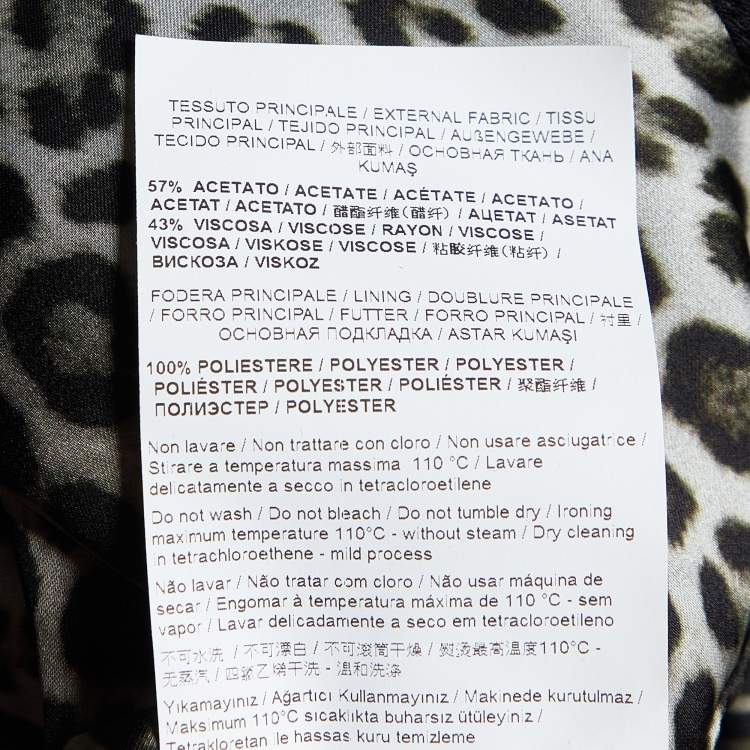 TESSUTO PRINCIPALE / EXTERNAL FABRIC / TISSU
PRINCIPAL / TEJIDO PRINCIPAL / AUßENGEWEBE /
TECIDO PRINCIPAL / 外部面料 / ОСНОВНАЯ ТКАНЬ / ANA
KUMAŞ
57% ACETATO / ACETATE / ACÉTATE / ACETATO /
ACETAT / ACETATO / 醋酯纤维(醋纤) / АЦЕТАТ / ASETAT
43% VISCOSA / VISCOSE / RAYON / VISCOSE /
VISCOSA / VISKOSE / VISCOSE / 粘胶纤维(粘纤) /
ВИСКОЗА / VISKOZ
FODERA PRINCIPALE / LINING / DOUBLURE PRINCIPALE
/ FORRO PRINCIPAL / FUTTER / FORRO PRINCIPAL / 衬里 /
ОСНОВНАЯ ПОДКЛАДКА / ASTAR KUMAŞI
100% POLIESTERE / POLYESTER / POLYESTER /
POLIÉSTER / POLYESTER / POLIÉSTER / 聚酯纤维 /
ПОЛИЭСТЕР / POLYESTER
Non lavare / Non trattare con cloro / Non usare asciugatrice /
Stirare a temperatura massima 110 °C / Lavare
delicatamente a secco in tetracloroetilene
Do not wash / Do not bleach / Do not tumble dry / Ironing
maximum temperature 110°C - without steam / Dry cleaning
in tetrachloroethene - mild process
Não lavar / Não tratar com cloro / Não usar máquina de
secar / Engomar à temperatura máxima de 110 °C - sem
vapor / Lavar delicadamente a seco em tetracloroetileno
不可水洗 / 不可漂白 / 不可滚筒干燥 / 熨烫最高温度110°C -
无蒸汽 / 四氯乙烯干洗 - 温和洗涤
Yıkamayınız / Ağartıcı Kullanmayınız / Makinede kurutulmaz /
Maksimum 110°C sıcaklıkta buharsız ütüleyiniz /
Tetrakloretan ile hassas kuru temizleme